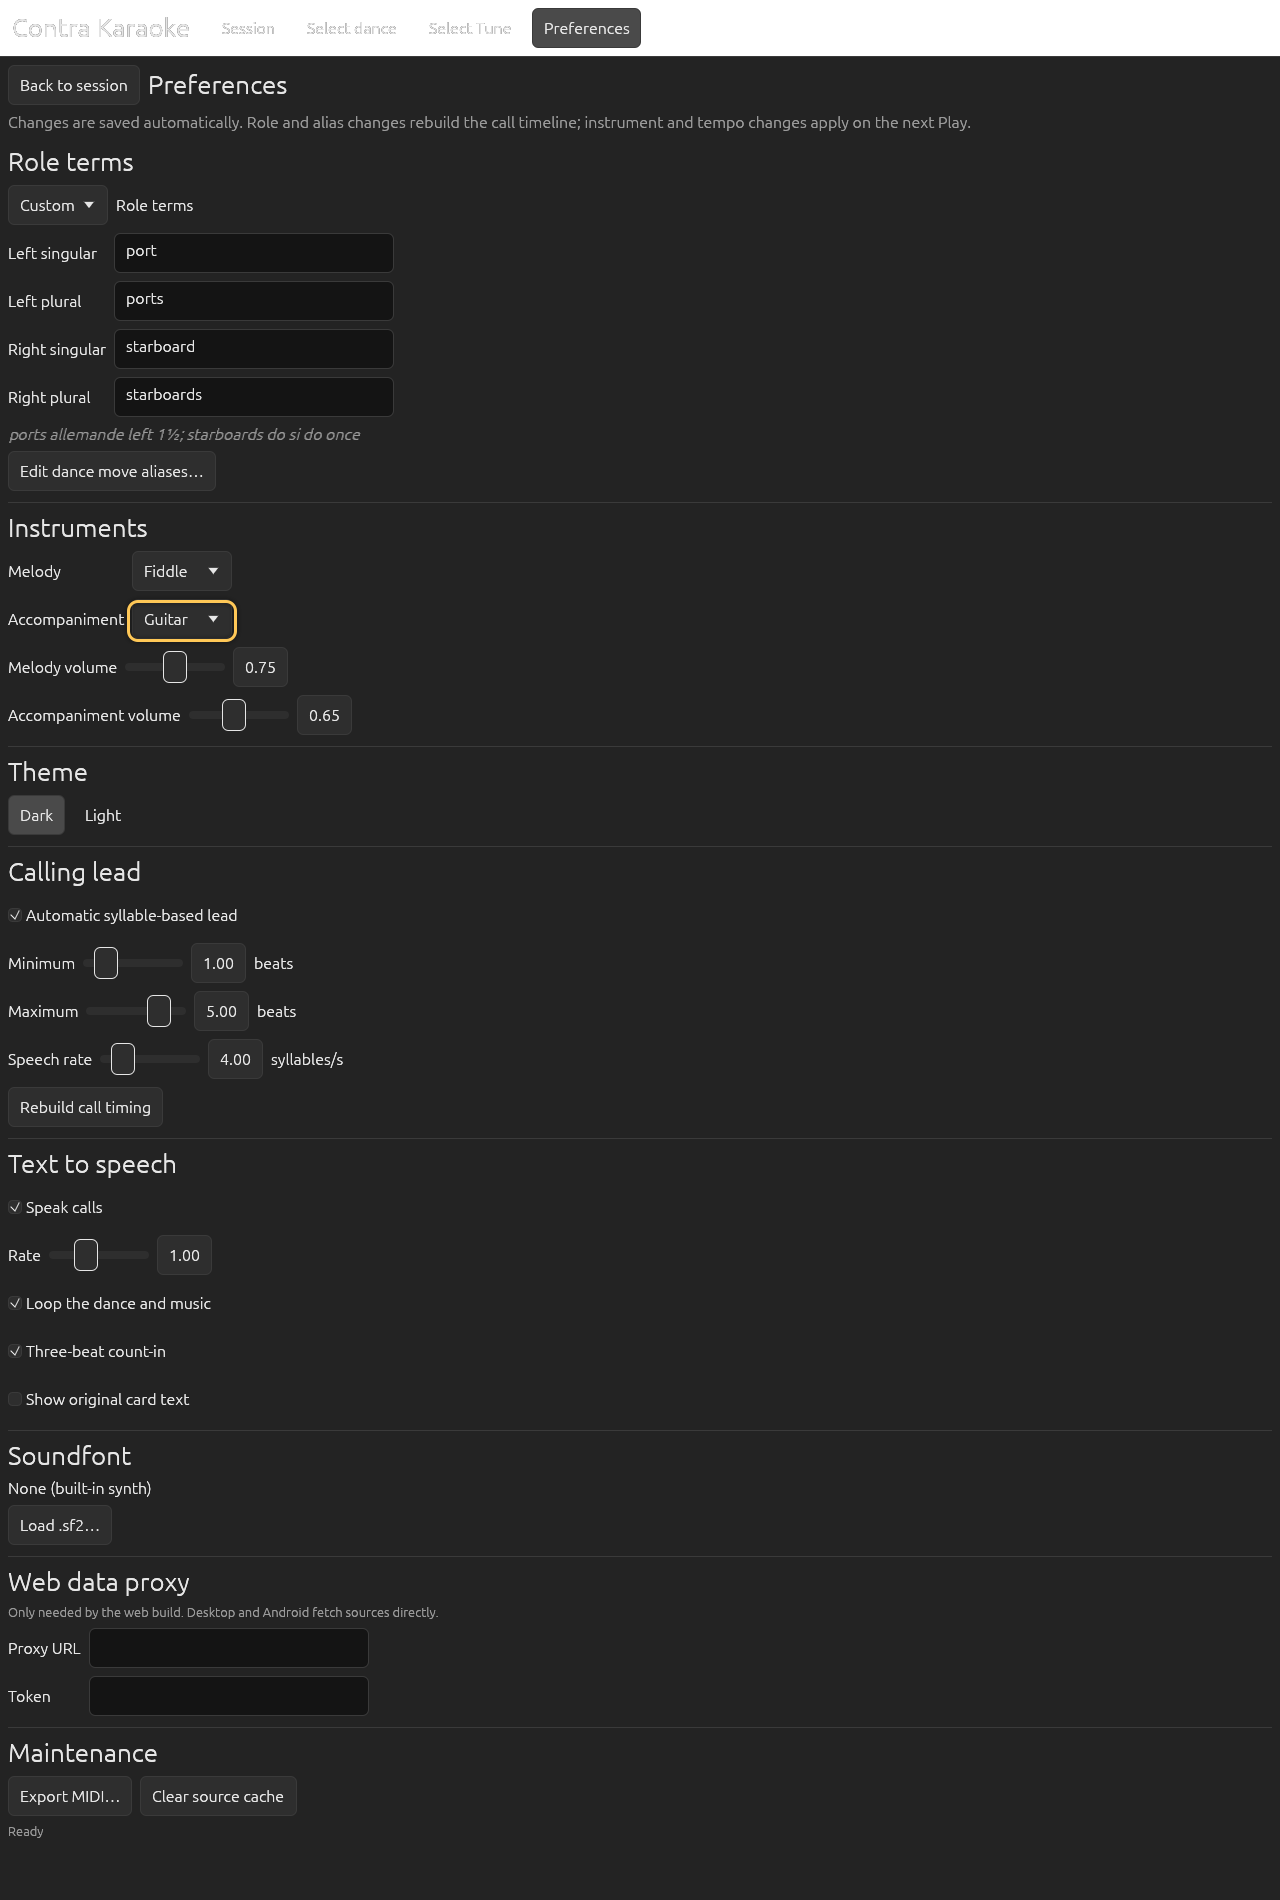 Contra Karaoke Session Select dance Select Tune Preferences
Back to session Preferences
Changes are saved automatically. Role and alias changes rebuild the call timeline; instrument and tempo changes apply on the next Play.
Role terms
Custom Role terms
Left singular port
Left plural ports
Right singular starboard
Right plural starboards
ports allemande left 1½; starboards do si do once
Edit dance move aliases…
Instruments
Melody Fiddle
Accompaniment Guitar
Melody volume 0.75
Accompaniment volume 0.65
Theme
Dark Light
Calling lead
Automatic syllable-based lead
Minimum 1.00 beats
Maximum 5.00 beats
Speech rate 4.00 syllables/s
Rebuild call timing
Text to speech
Speak calls
Rate 1.00
Loop the dance and music
Three-beat count-in
Show original card text
Soundfont
None (built-in synth)
Load .sf2…
Web data proxy
Only needed by the web build. Desktop and Android fetch sources directly.
Proxy URL
Token
Maintenance
Export MIDI… Clear source cache
Ready